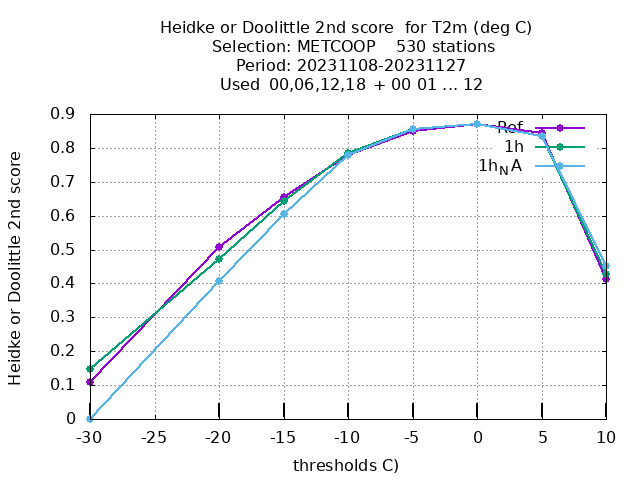 Heidke or Doolittle 2nd score for T2m (deg C)
Selection: METCOOP 530 stations
Period: 20231108-20231127
Used 00,06,12,18 + 00 01 ... 12
Heidke or Doolittle 2nd score
0.9
0.8
0.7
0.6
0.5
0.4
0.3
0.2
0.1
0
Ref
1h
1h_NA
-30 -25 -20 -15 -10 -5 0 5 10
thresholds C)